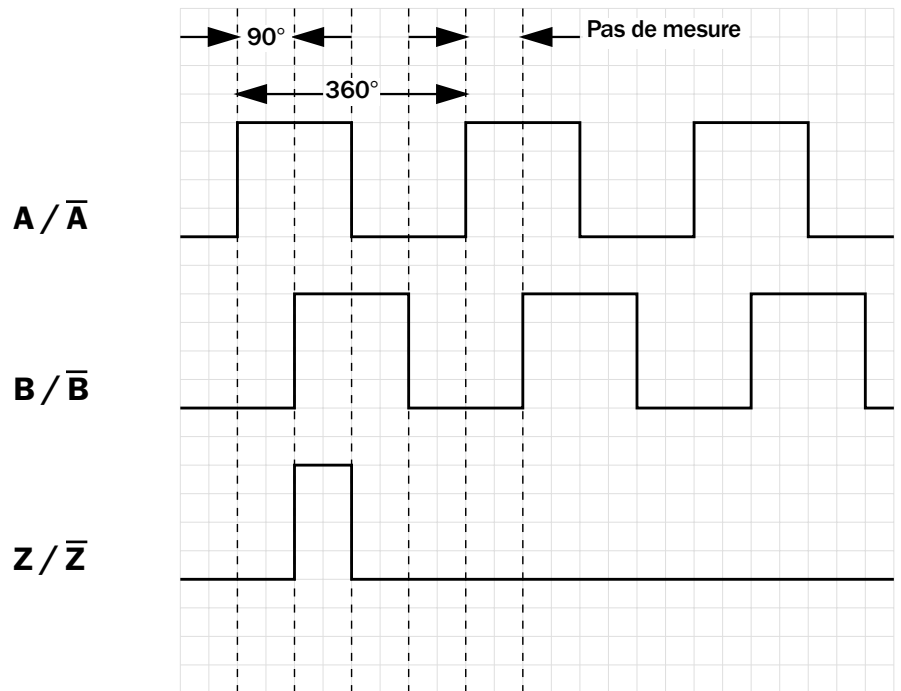 90° Pas de mesure
360°
A / A̅
B / B̅
Z / Z̅